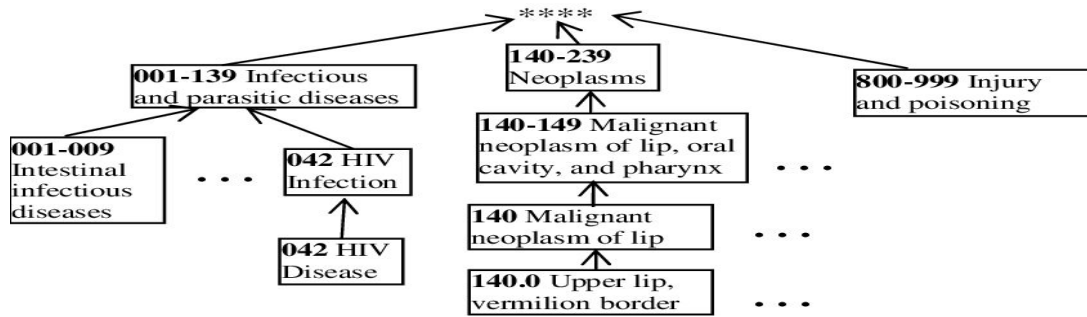 ****
001-139 Infectious
and parasitic diseases
140-239
Neoplasms
800-999 Injury
and poisoning
001-009
Intestinal
infectious
diseases
. . .
042 HIV
Infection
140-149 Malignant
neoplasm of lip, oral
cavity, and pharynx
. . .
042 HIV
Disease
140 Malignant
neoplasm of lip
. . .
140.0 Upper lip,
vermilion border
. . .